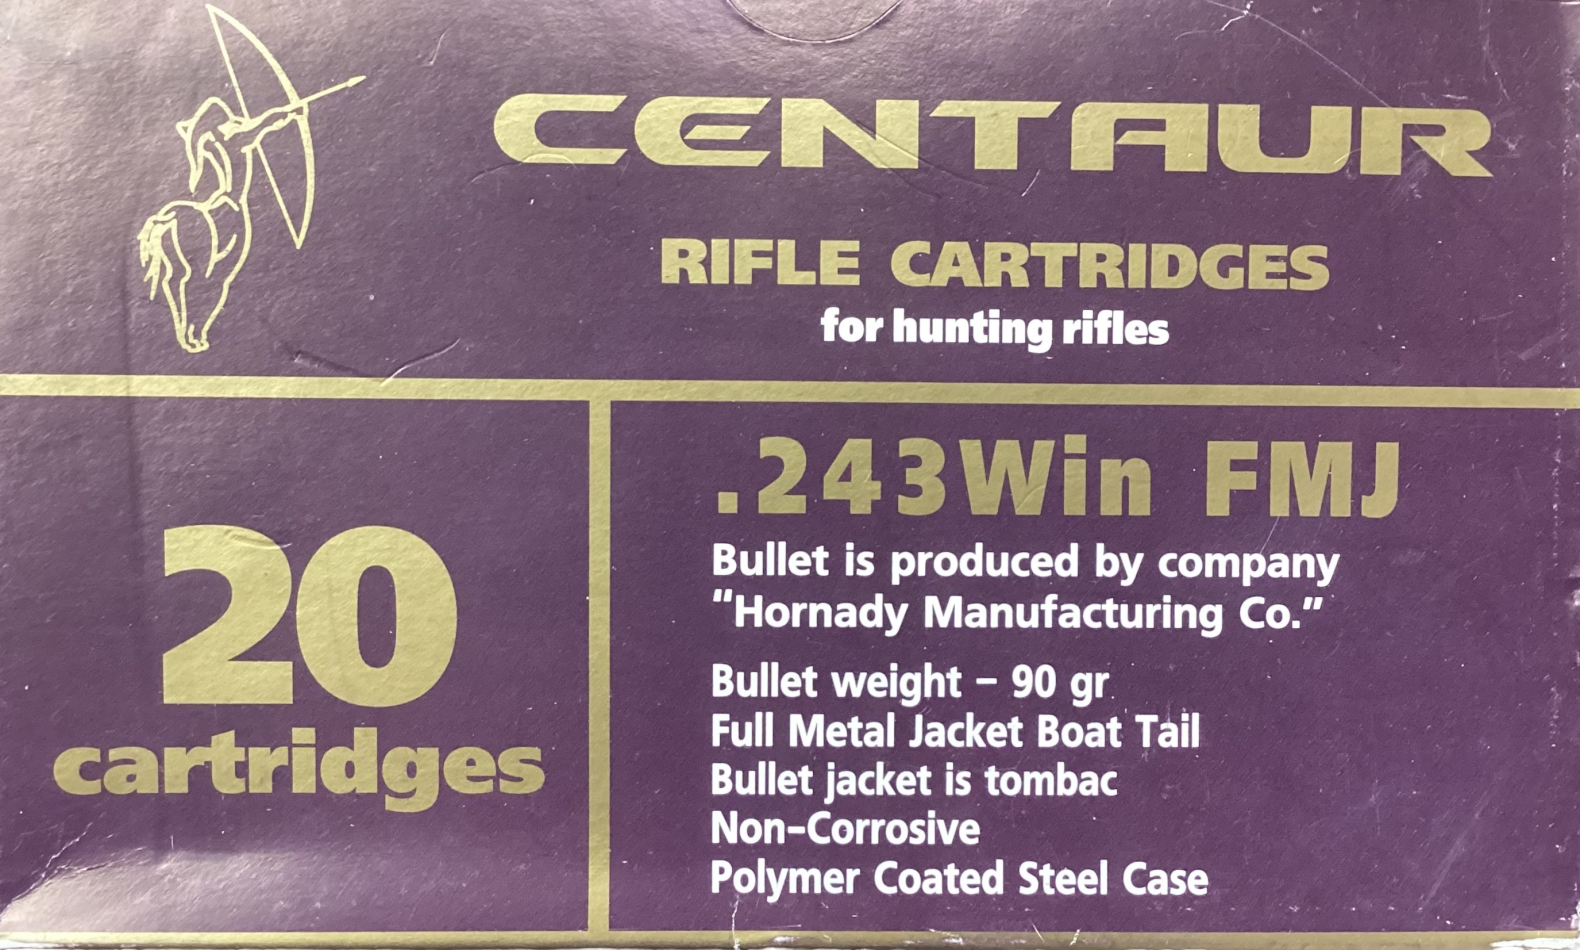 CENTAUR
RIFLE CARTRIDGES
for hunting rifles
20
cartridges
.243Win FMJ
Bullet is produced by company
"Hornady Manufacturing Co."
Bullet weight – 90 gr.
Full Metal Jacket Boat Tail
Bullet jacket is tombac
Non-Corrosive
Polymer Coated Steel Case